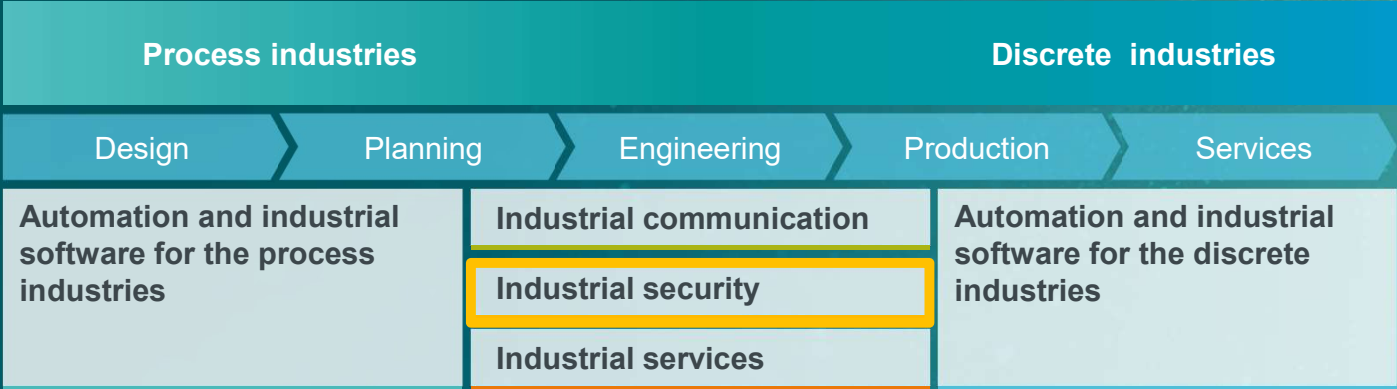 Process industries
Discrete industries
Design
Planning
Engineering
Production
Services
Automation and industrial
software for the process
industries
Industrial communication
Industrial security
Industrial services
Automation and industrial
software for the discrete
industries